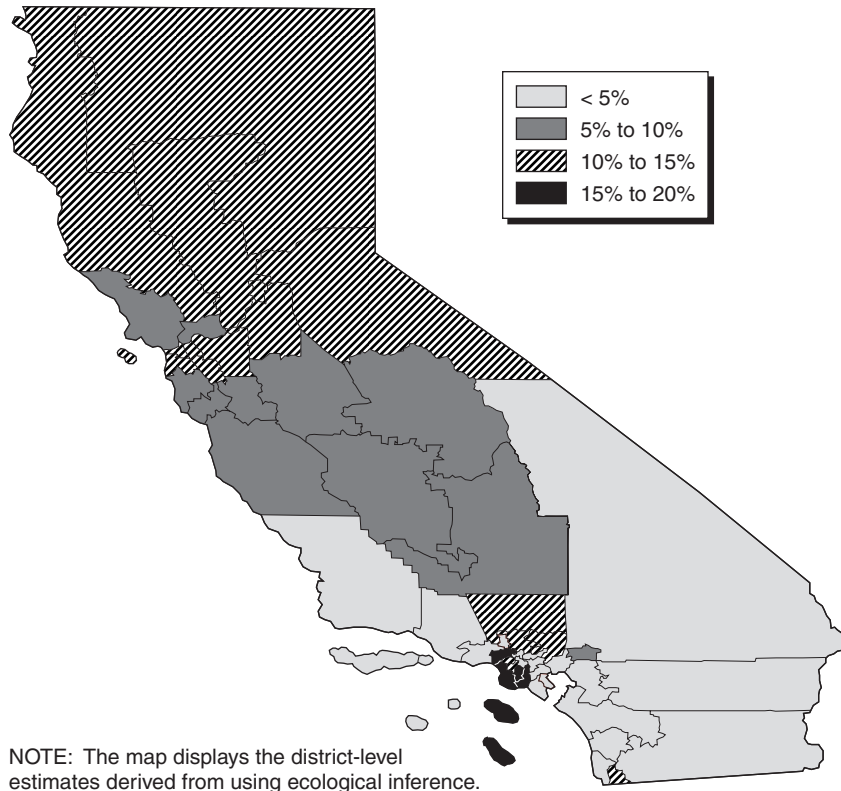 < 5%
5% to 10%
10% to 15%
15% to 20%
NOTE: The map displays the district-level
estimates derived from using ecological inference.